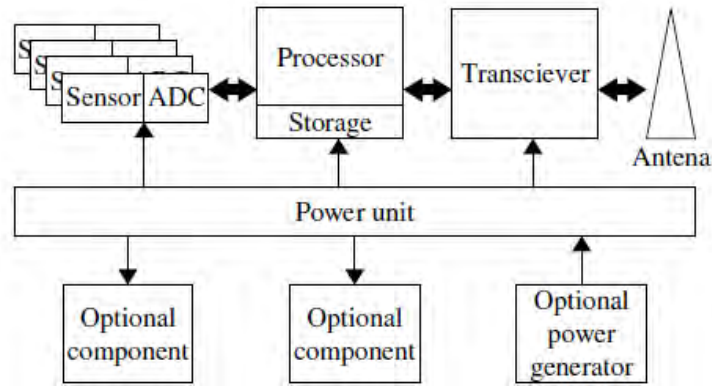 S
S
S
Sensor ADC
Processor
Storage
Transciever
Antena
Power unit
Optional
component
Optional
component
Optional
power
generator